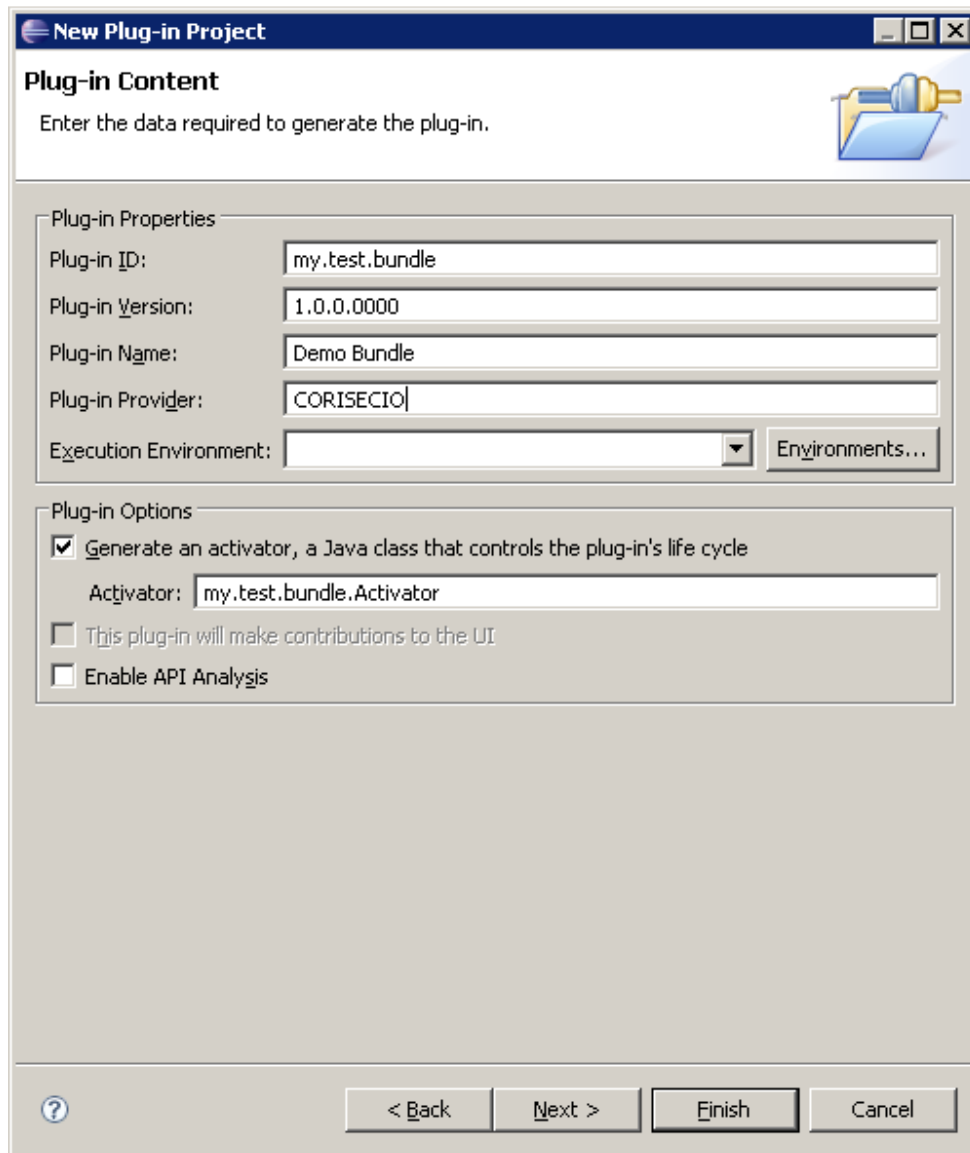 New Plug-in Project
Plug-in Content
Enter the data required to generate the plug-in.
Plug-in Properties
Plug-in ID: my.test.bundle
Plug-in Version: 1.0.0.0000
Plug-in Name: Demo Bundle
Plug-in Provider: CORISECIO
Execution Environment: Environments...
Plug-in Options
Generate an activator, a Java class that controls the plug-in's life cycle
Activator: my.test.bundle.Activator
This plug-in will make contributions to the UI
Enable API Analysis
? < Back Next > Finish Cancel